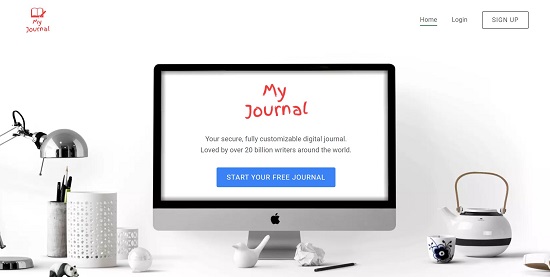 My
Journal
Home
Login
SIGN UP
My
Journal
Your secure, fully customizable digital journal.
Loved by over 20 billion writers around the world.
START YOUR FREE JOURNAL